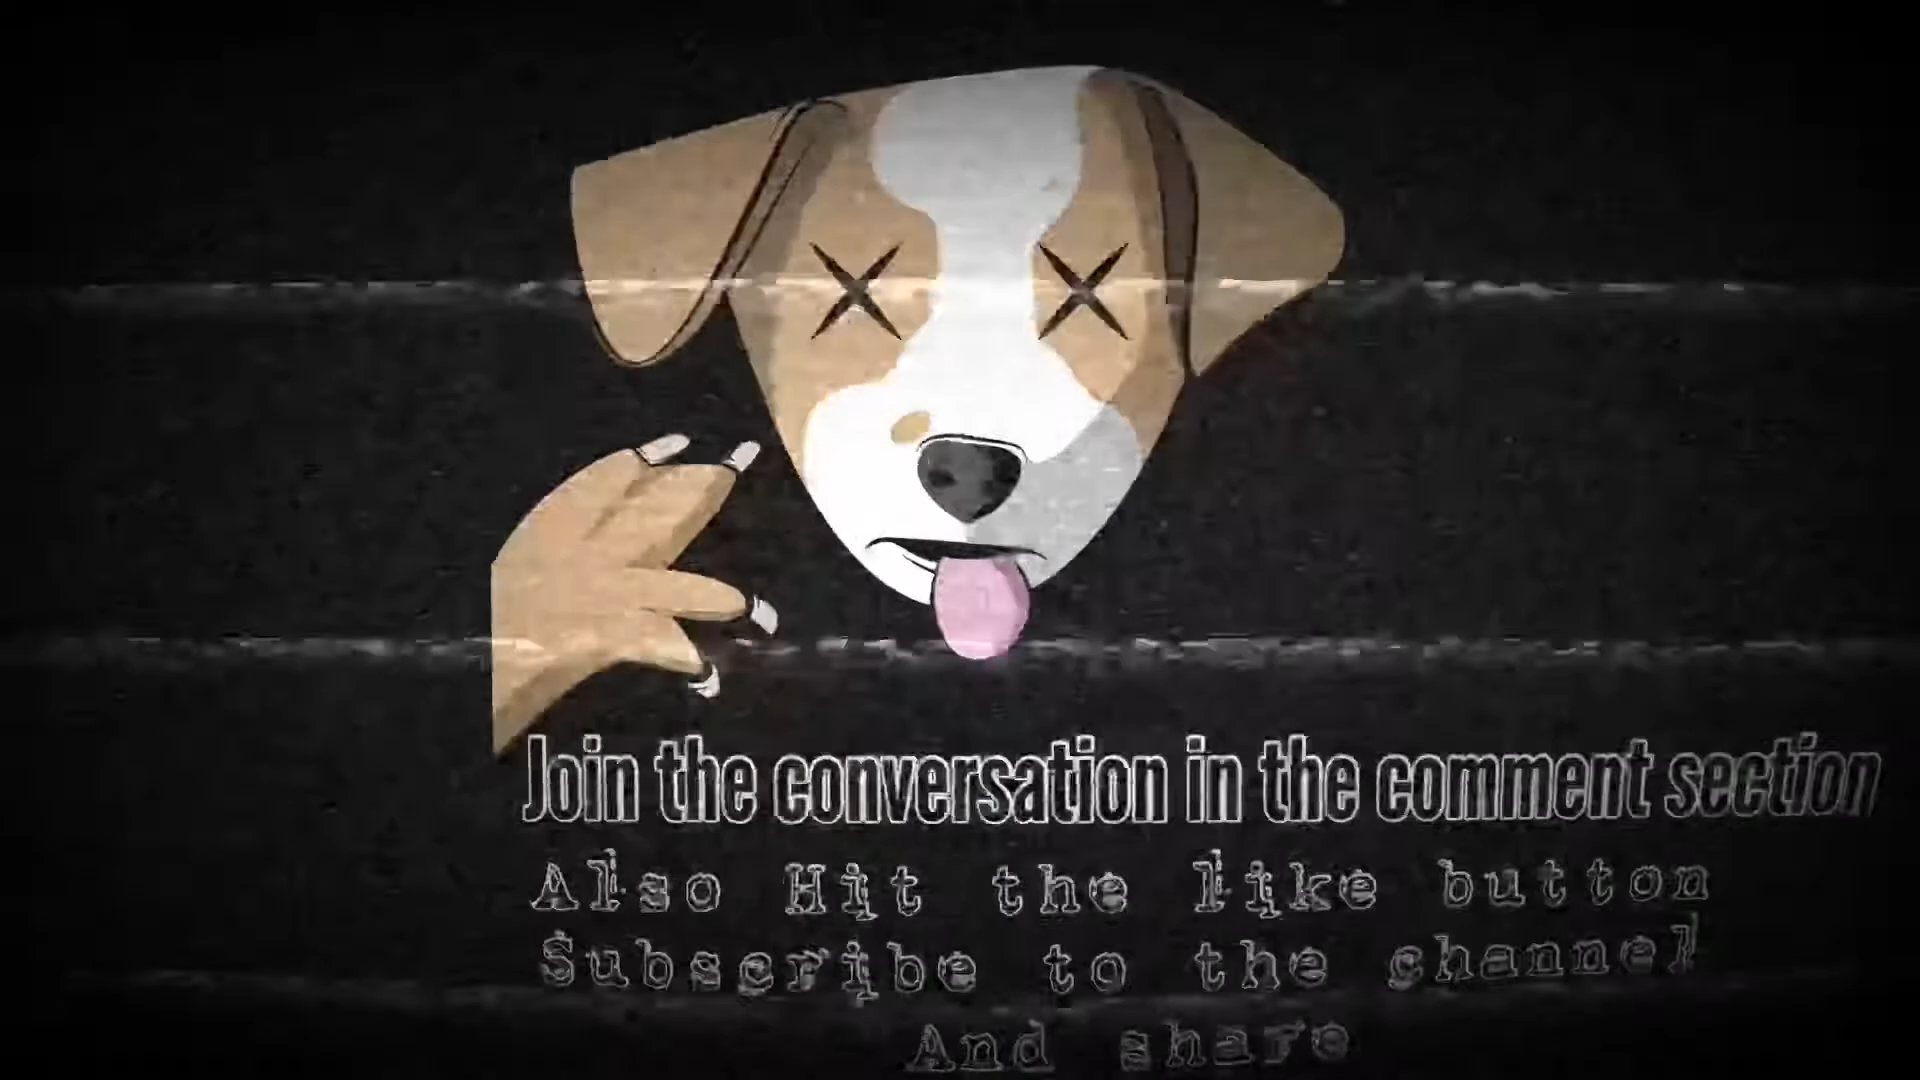 Join the conversation in the comment section
Also Hit the like button
Subscribe to the channel
And share